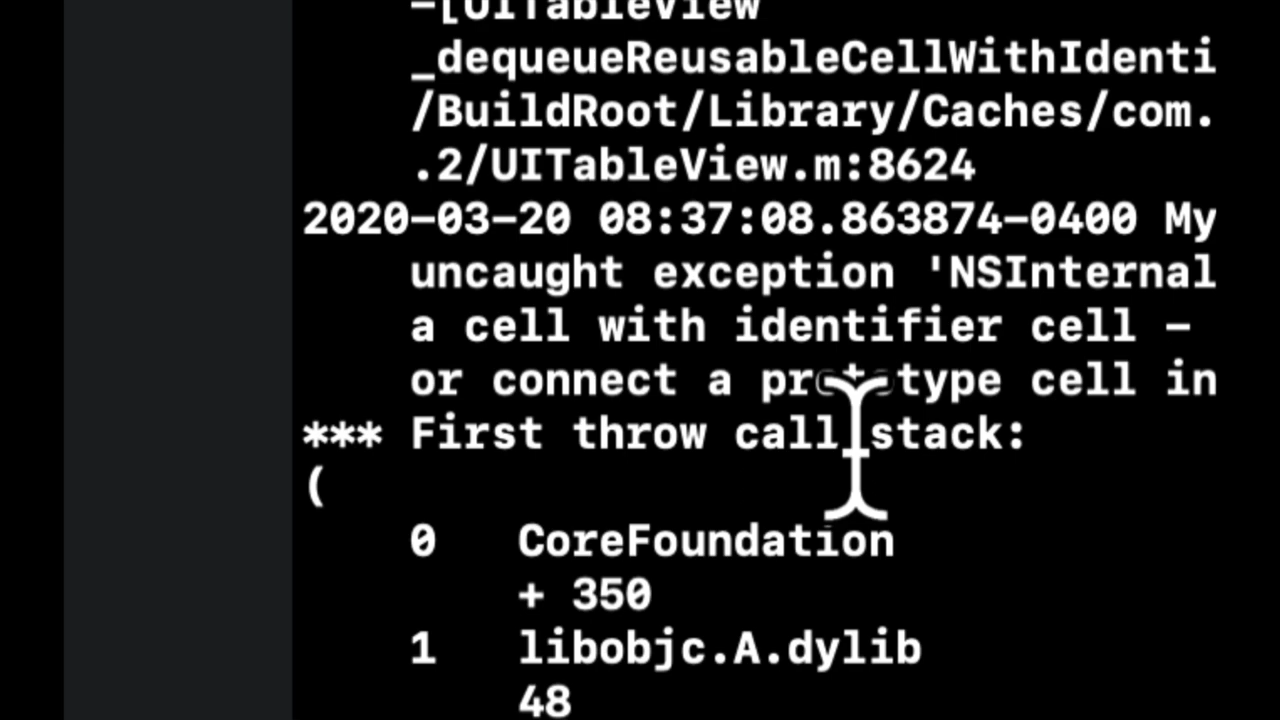 -[UITableView
_dequeueReusableCellWithIdenti
/BuildRoot/Library/Caches/com.
.2/UITableView.m:8624
2020-03-20 08:37:08.863874-0400 My
uncaught exception 'NSInternal
a cell with identifier cell -
or connect a prototype cell in
*** First throw call stack:
(
0 CoreFoundation
+ 350
1 libobjc.A.dylib
48